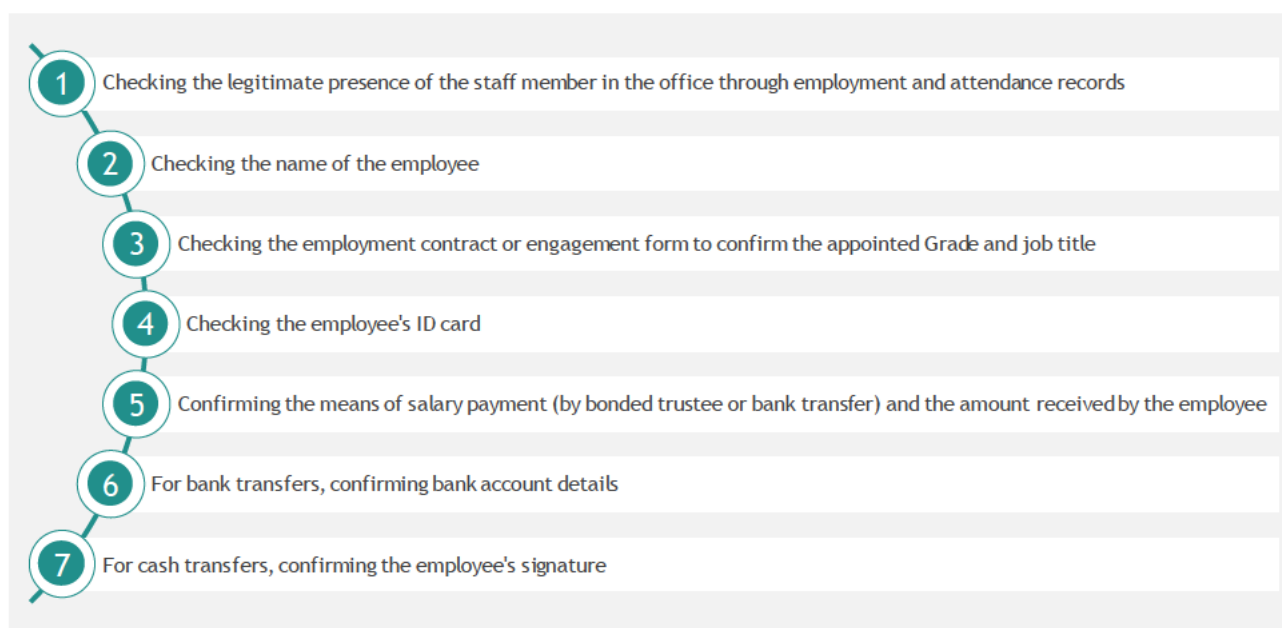 1 Checking the legitimate presence of the staff member in the office through employment and attendance records
2 Checking the name of the employee
3 Checking the employment contract or engagement form to confirm the appointed Grade and job title
4 Checking the employee's ID card
5 Confirming the means of salary payment (by bonded trustee or bank transfer) and the amount received by the employee
6 For bank transfers, confirming bank account details
7 For cash transfers, confirming the employee's signature